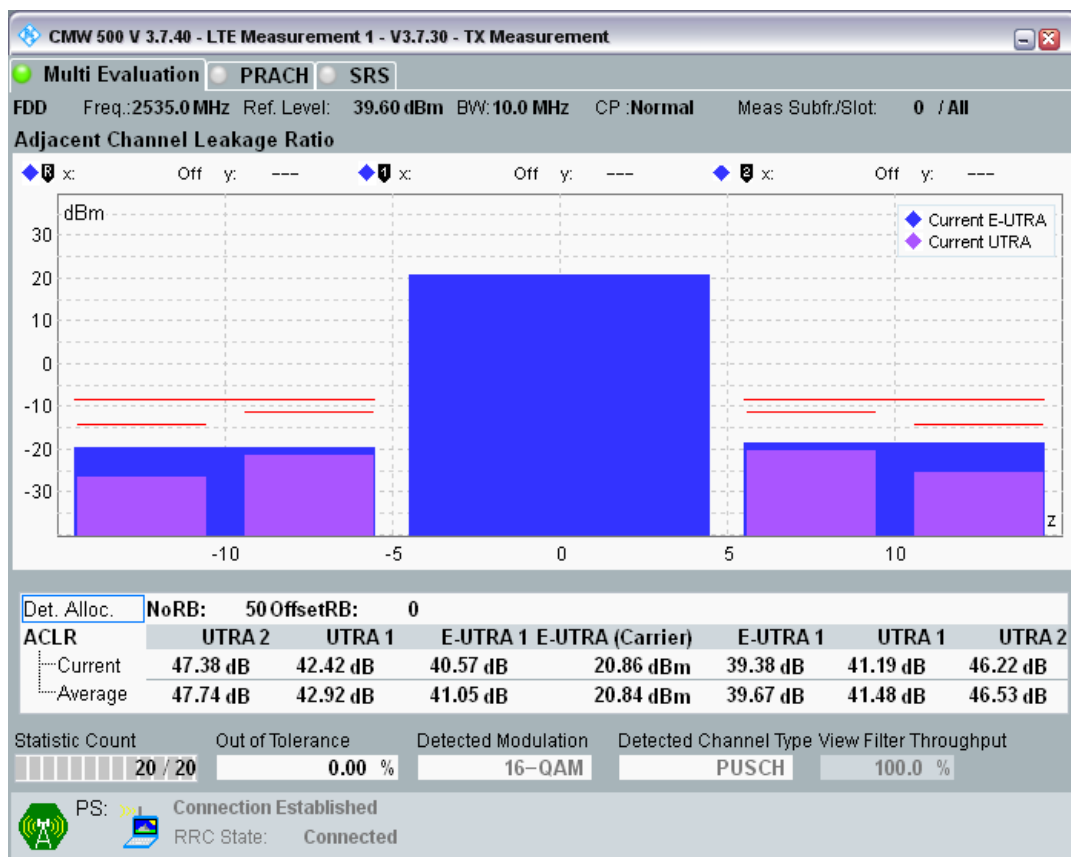 CMW 500 V 3.7.40 - LTE Measurement 1 - V3.7.30 - TX Measurement
Multi Evaluation PRACH SRS
FDD Freq.:2535.0 MHz Ref. Level: 39.60 dBm BW:10.0 MHz CP :Normal Meas Subfr./Slot: 0 / All
Adjacent Channel Leakage Ratio
R x: Off y: --- 1 x: Off y: --- 2 x: Off y: ---
dBm
Current E-UTRA
Current UTRA
30
20
10
0
-10
-20
-30
z
-10 -5 0 5 10
Det. Alloc. NoRB: 50 OffsetRB: 0
ACLR UTRA 2 UTRA 1 E-UTRA 1 E-UTRA (Carrier) E-UTRA 1 UTRA 1 UTRA 2
Current 47.38 dB 42.42 dB 40.57 dB 20.86 dBm 39.38 dB 41.19 dB 46.22 dB
Average 47.74 dB 42.92 dB 41.05 dB 20.84 dBm 39.67 dB 41.48 dB 46.53 dB
Statistic Count Out of Tolerance Detected Modulation Detected Channel Type View Filter Throughput
20 / 20 0.00 % 16-QAM PUSCH 100.0 %
PS: Connection Established
RRC State: Connected